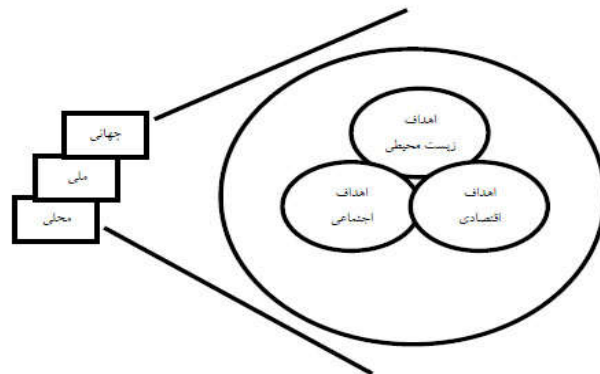 جهانی
ملی
محلی
اهداف
زیست محیطی
اهداف
اقتصادی
اهداف
اجتماعی